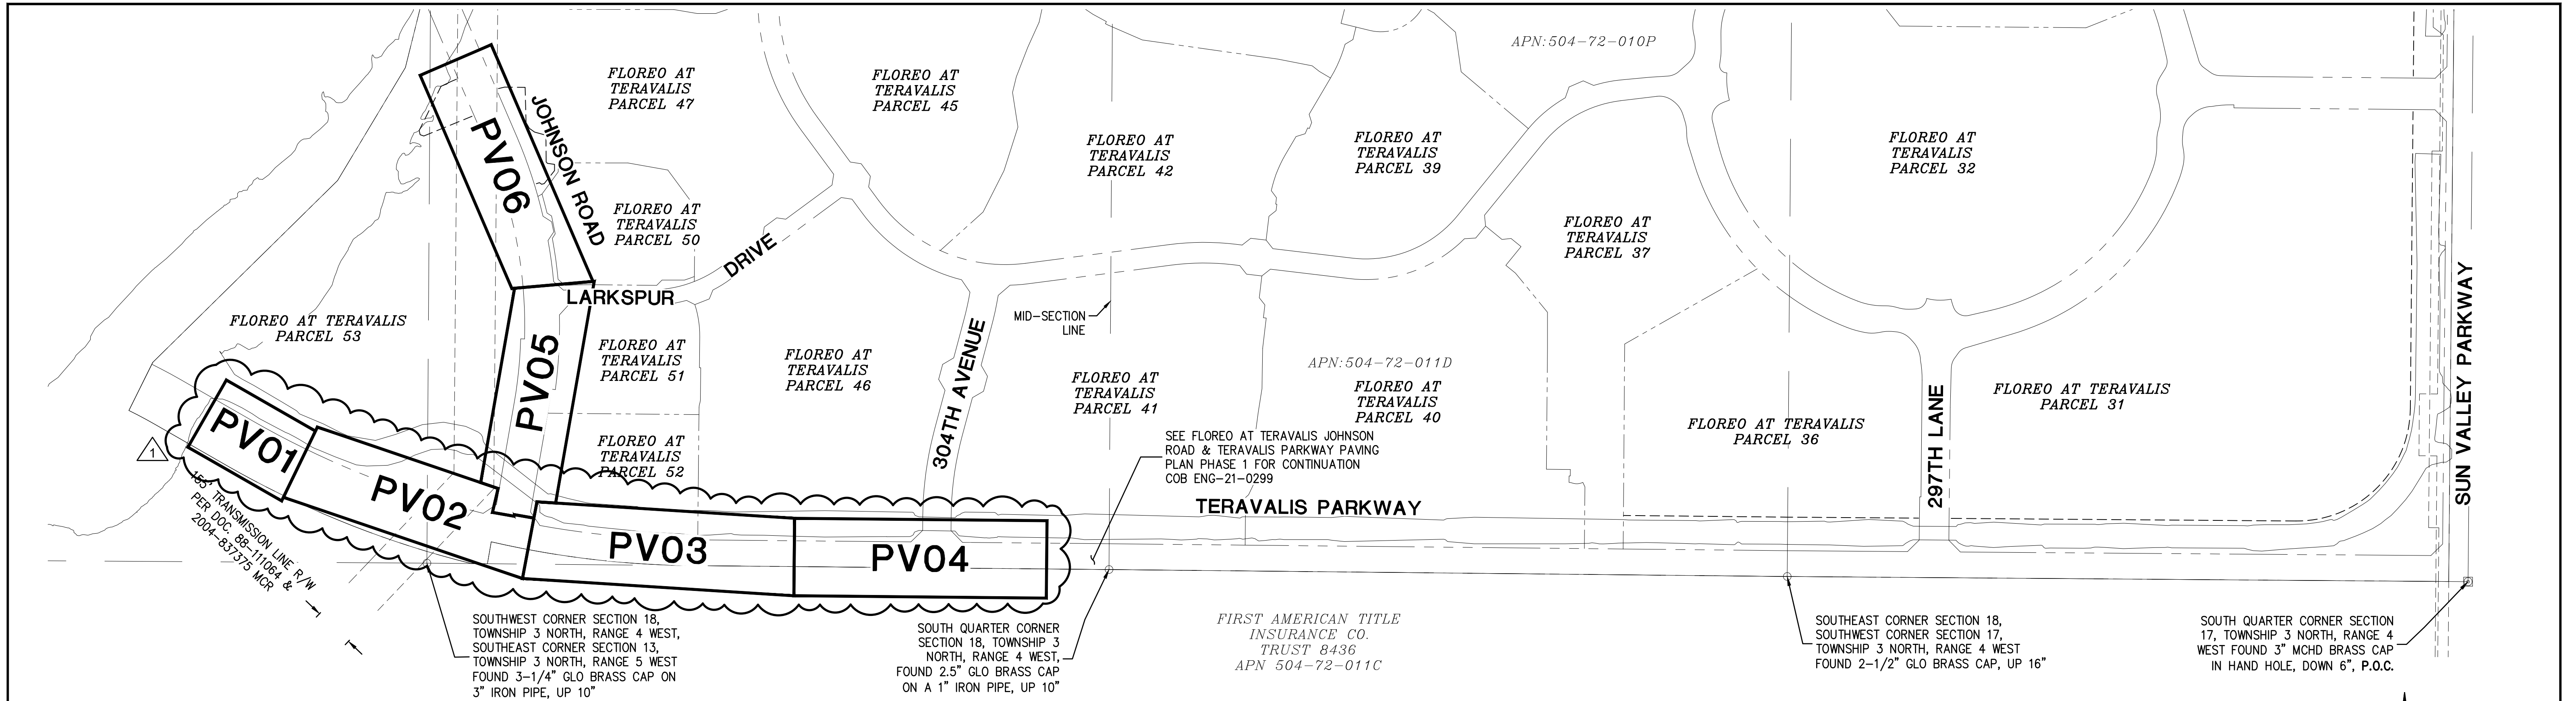 APN:504-72-010P
FLOREO AT
TERAVALIS
PARCEL 47
FLOREO AT
TERAVALIS
PARCEL 45
FLOREO AT
TERAVALIS
PARCEL 42
FLOREO AT
TERAVALIS
PARCEL 39
FLOREO AT
TERAVALIS
PARCEL 32
PV06
JOHNSON ROAD
FLOREO AT
TERAVALIS
PARCEL 50
LARKSPUR
DRIVE
FLOREO AT
TERAVALIS
PARCEL 37
FLOREO AT TERAVALIS
PARCEL 53
MID-SECTION
LINE
PV05
FLOREO AT
TERAVALIS
PARCEL 51
FLOREO AT
TERAVALIS
PARCEL 46
304TH AVENUE
FLOREO AT
TERAVALIS
PARCEL 41
APN:504-72-011D
FLOREO AT
TERAVALIS
PARCEL 40
FLOREO AT TERAVALIS
PARCEL 36
297TH LANE
FLOREO AT TERAVALIS
PARCEL 31
SUN VALLEY PARKWAY
FLOREO AT
TERAVALIS
PARCEL 52
SEE FLOREO AT TERAVALIS JOHNSON
ROAD & TERAVALIS PARKWAY PAVING
PLAN PHASE 1 FOR CONTINUATION
COB ENG-21-0299
TERAVALIS PARKWAY
1
PV01
PV02
PV03
PV04
155' TRANSMISSION LINE R/W
PER DOC. 88-111064 &
2004-837375 MCR
SOUTHWEST CORNER SECTION 18,
TOWNSHIP 3 NORTH, RANGE 4 WEST,
SOUTHEAST CORNER SECTION 13,
TOWNSHIP 3 NORTH, RANGE 5 WEST
FOUND 3-1/4" GLO BRASS CAP ON
3" IRON PIPE, UP 10"
SOUTH QUARTER CORNER
SECTION 18, TOWNSHIP 3
NORTH, RANGE 4 WEST,
FOUND 2.5" GLO BRASS CAP
ON A 1" IRON PIPE, UP 10"
FIRST AMERICAN TITLE
INSURANCE CO.
TRUST 8436
APN 504-72-011C
SOUTHEAST CORNER SECTION 18,
SOUTHWEST CORNER SECTION 17,
TOWNSHIP 3 NORTH, RANGE 4 WEST
FOUND 2-1/2" GLO BRASS CAP, UP 16"
SOUTH QUARTER CORNER SECTION
17, TOWNSHIP 3 NORTH, RANGE 4
WEST FOUND 3" MCHD BRASS CAP
IN HAND HOLE, DOWN 6", P.O.C.